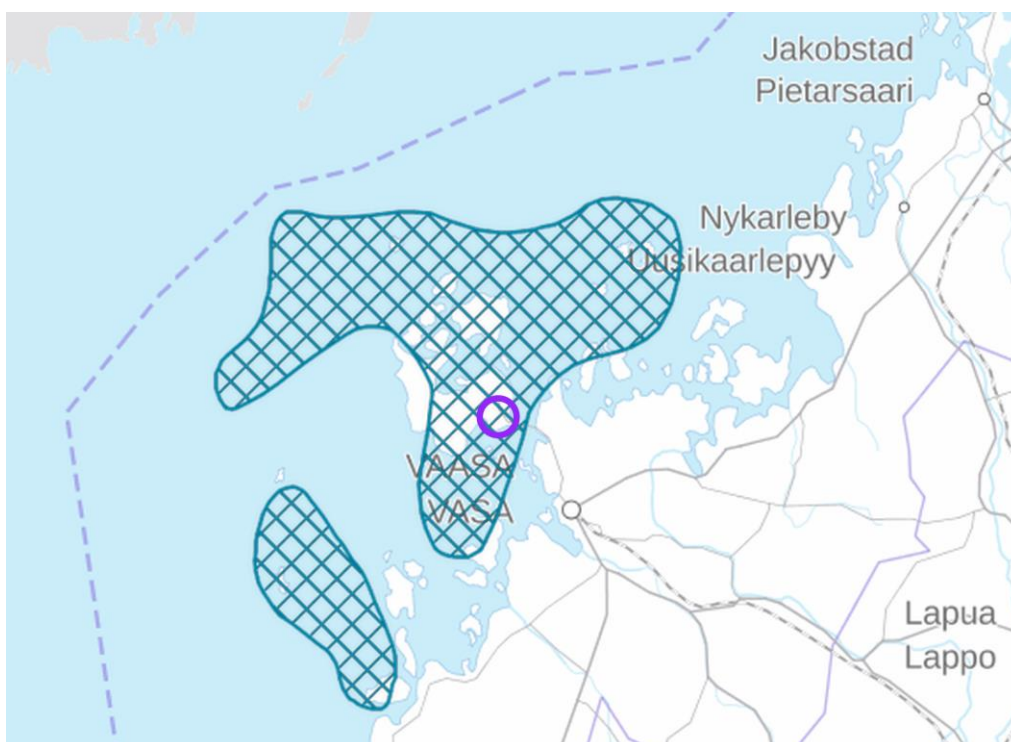 Jakobstad
Pietarsaari
Nykarleby
Uusikaarlepyy
VAASA
VASA
Lapua
Lappo